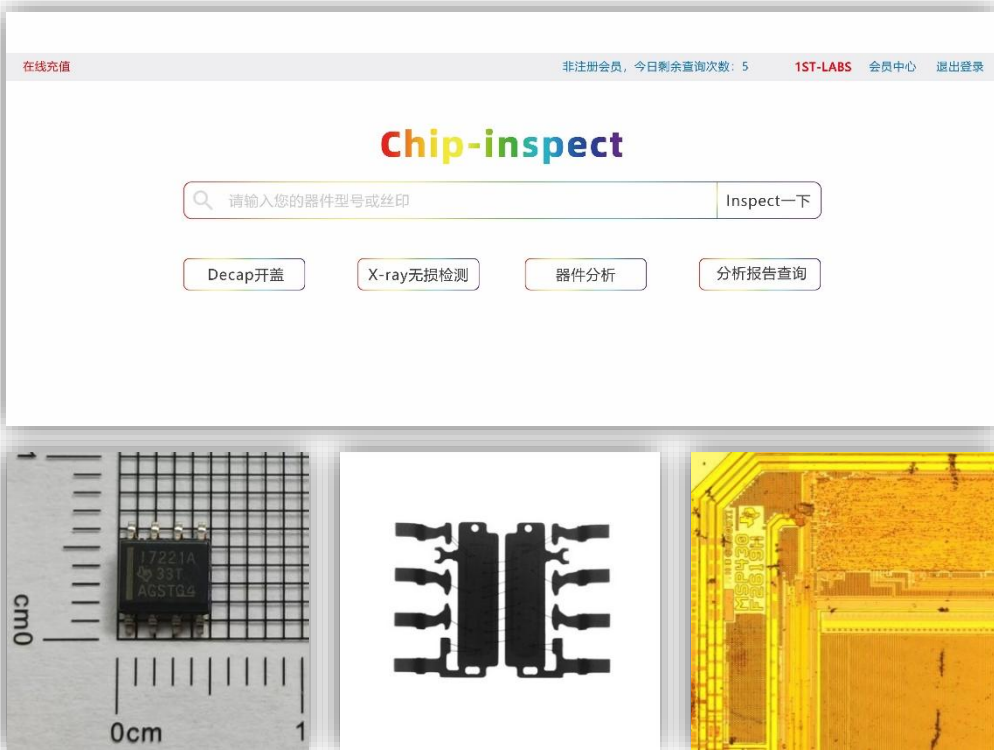 在线充值
非注册会员，今日剩余查询次数：5
1ST-LABS
会员中心
退出登录
Chip-inspect
请输入您的器件型号或丝印
Inspect一下
Decap开盖
X-ray无损检测
器件分析
分析报告查询
1
cm0
I7221A
33T
AGSTQ4
0cm
1
MSP430
F26191H